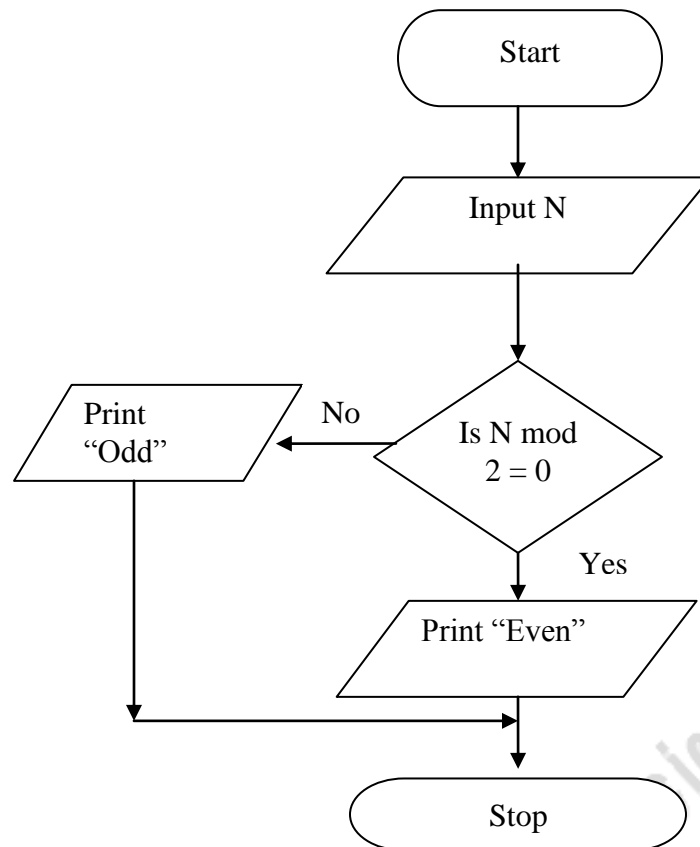 Start
Input N
Is N mod
2 = 0
No
Print
“Odd”
Yes
Print “Even”
Stop